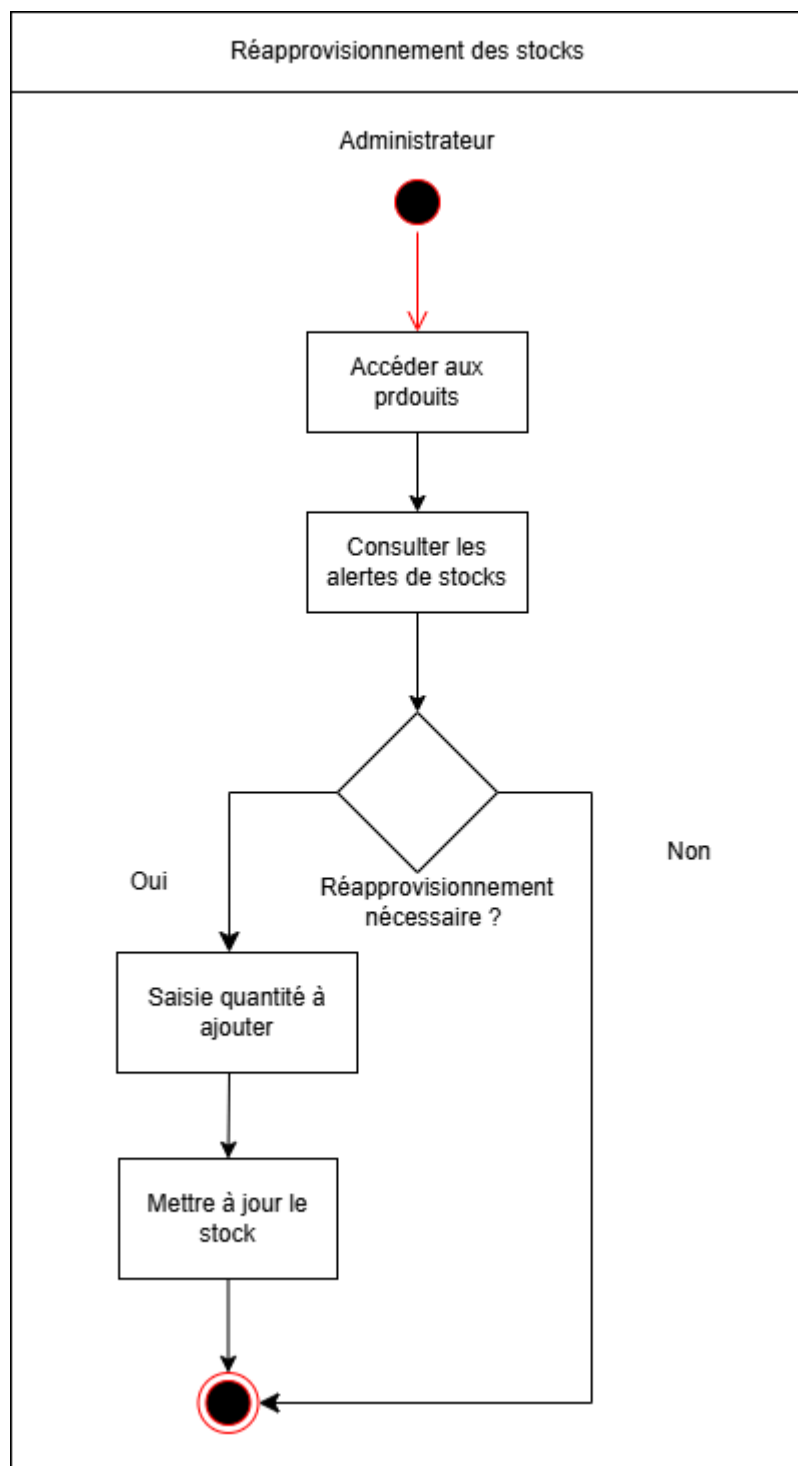 Réapprovisionnement des stocks
Administrateur
Accéder aux
prdouits
Consulter les
alertes de stocks
Non
Oui
Réapprovisionnement
nécessaire ?
Saisie quantité à
ajouter
Mettre à jour le
stock